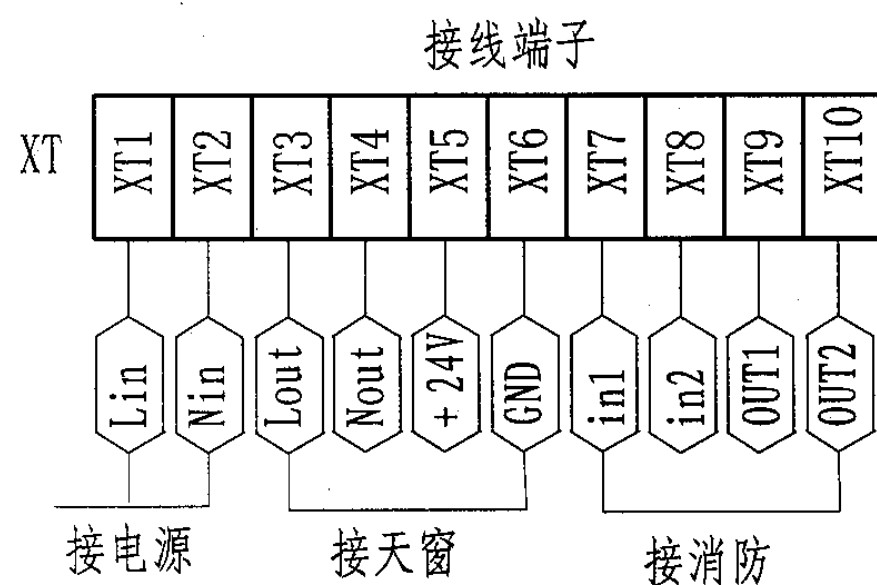 接线端子
XT
XT1 XT2 XT3 XT4 XT5 XT6 XT7 XT8 XT9 XT10
Lin Nin Lout Nout +24V GND in1 in2 OUT1 OUT2
接电源 接天窗 接消防